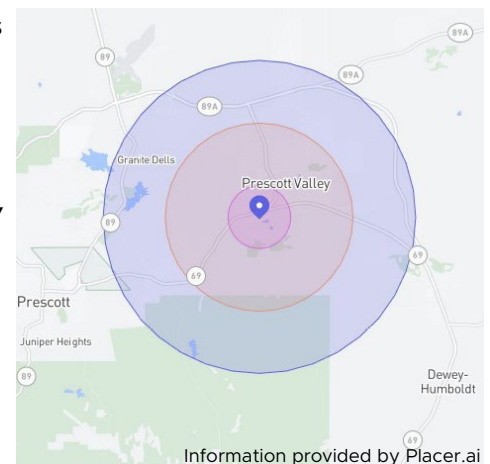 s
89
89A
89A
Granite Dells
Prescott Valley
y
89
69
69
Prescott
Juniper Heights
89
Dewey-
Humboldt
69
Information provided by Placer.ai